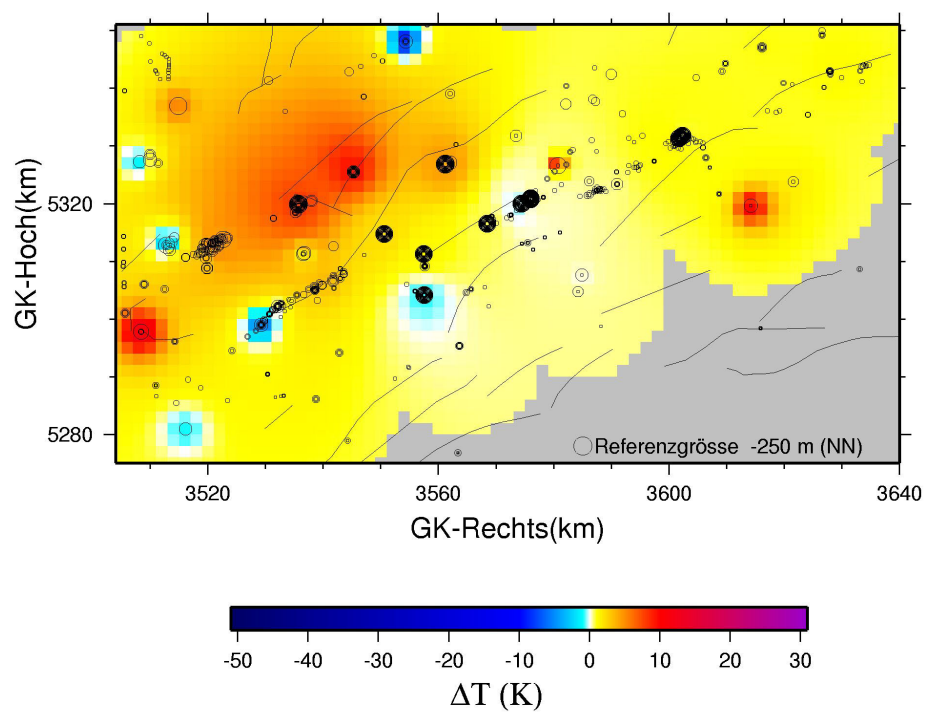 GK-Hoch(km)
5320
5280
Referenzgrösse -250 m (NN)
3520 3560 3600 3640
GK-Rechts(km)
-50 -40 -30 -20 -10 0 10 20 30
ΔT (K)